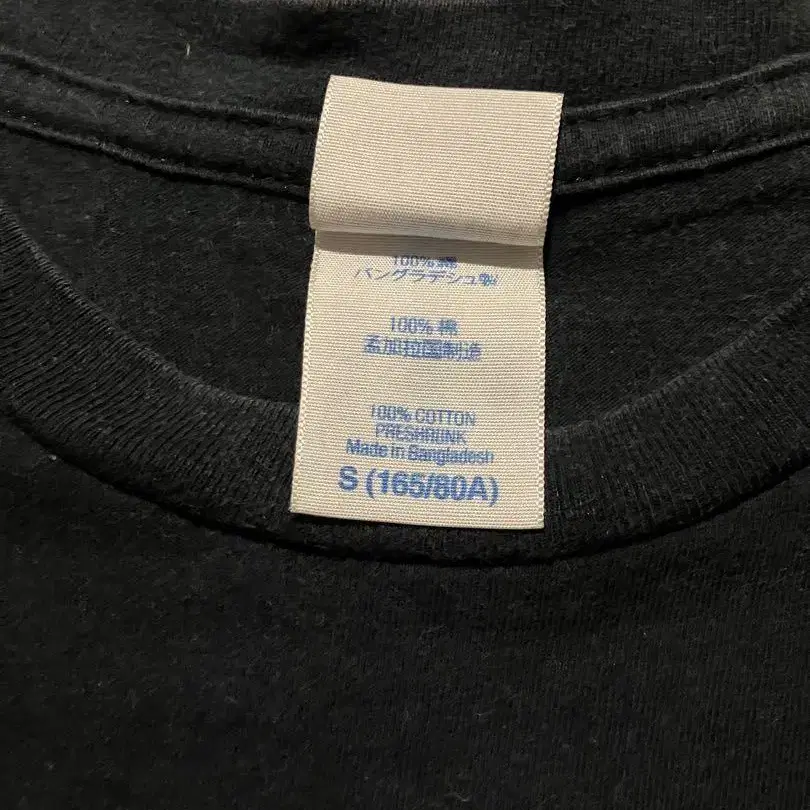 100% 綿
バングラデシュ製
100% 棉
孟加拉国制造
100% COTTON
PRESHRUNK
Made in Bangladesh
S (165/80A)